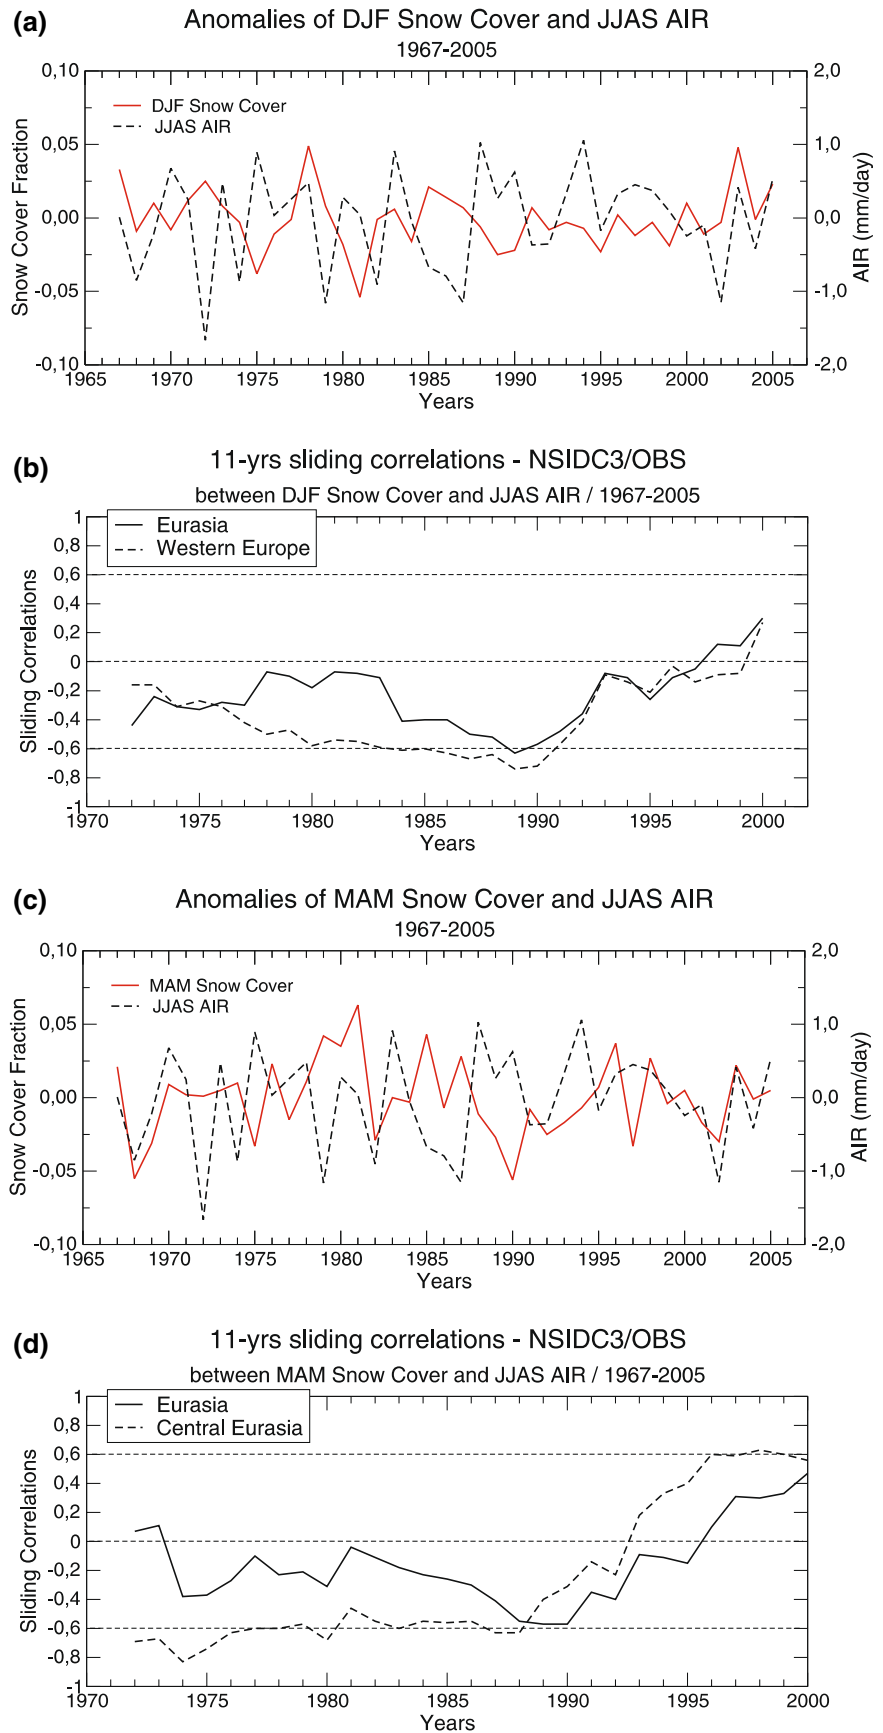 (a)
Anomalies of DJF Snow Cover and JJAS AIR
1967-2005
0,10
0,05
0,00
-0,05
-0,10
Snow Cover Fraction
DJF Snow Cover
JJAS AIR
2,0
1,0
0,0
-1,0
-2,0
AIR (mm/day)
1965 1970 1975 1980 1985 1990 1995 2000 2005
Years
(b)
11-yrs sliding correlations - NSIDC3/OBS
between DJF Snow Cover and JJAS AIR / 1967-2005
1
0,8
0,6
0,4
0,2
0
-0,2
-0,4
-0,6
-0,8
-1
Sliding Correlations
Eurasia
Western Europe
1970 1975 1980 1985 1990 1995 2000
Years
(c)
Anomalies of MAM Snow Cover and JJAS AIR
1967-2005
0,10
0,05
0,00
-0,05
-0,10
Snow Cover Fraction
MAM Snow Cover
JJAS AIR
2,0
1,0
0,0
-1,0
-2,0
AIR (mm/day)
1965 1970 1975 1980 1985 1990 1995 2000 2005
Years
(d)
11-yrs sliding correlations - NSIDC3/OBS
between MAM Snow Cover and JJAS AIR / 1967-2005
1
0,8
0,6
0,4
0,2
0
-0,2
-0,4
-0,6
-0,8
-1
Sliding Correlations
Eurasia
Central Eurasia
1970 1975 1980 1985 1990 1995 2000
Years